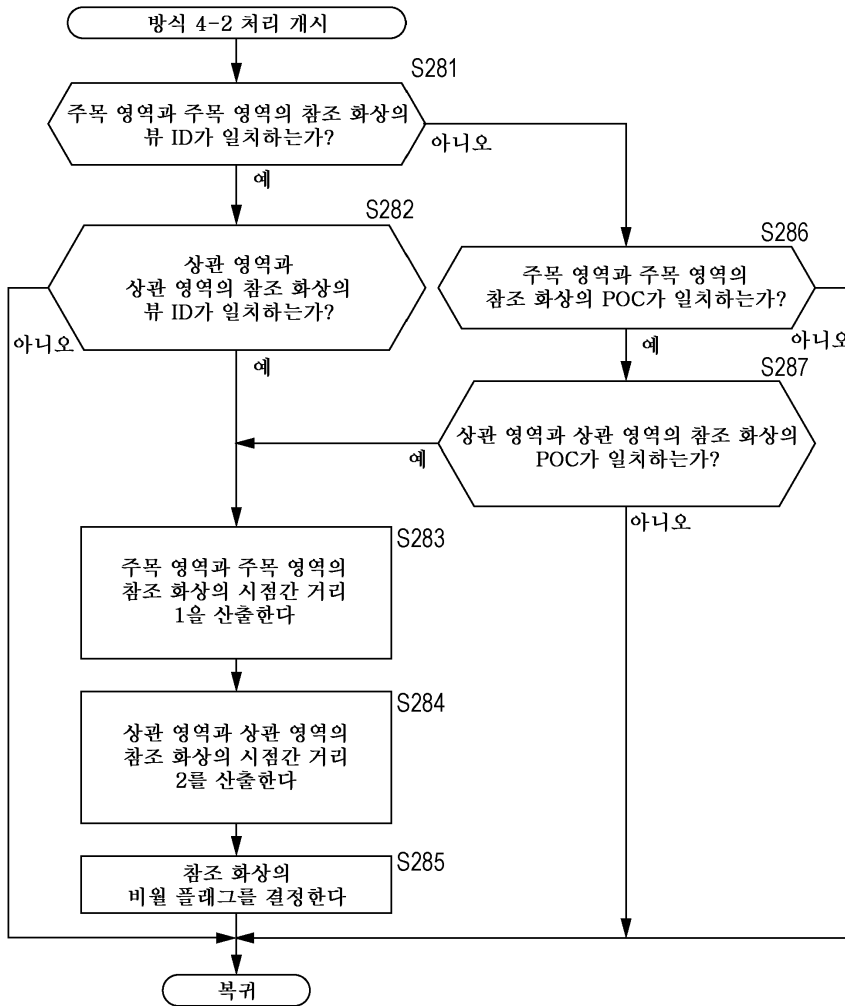 방식 4-2 처리 개시
S281
주목 영역과 주목 영역의 참조 화상의
뷰 ID가 일치하는가?
아니오
예
S282
상관 영역과
상관 영역의 참조 화상의
뷰 ID가 일치하는가?
아니오
예
S286
주목 영역과 주목 영역의
참조 화상의 POC가 일치하는가?
아니오
예
S287
상관 영역과 상관 영역의 참조 화상의
POC가 일치하는가?
예
아니오
S283
주목 영역과 주목 영역의
참조 화상의 시점간 거리
1을 산출한다
S284
상관 영역과 상관 영역의
참조 화상의 시점간 거리
2를 산출한다
S285
참조 화상의
비월 플래그를 결정한다
복귀